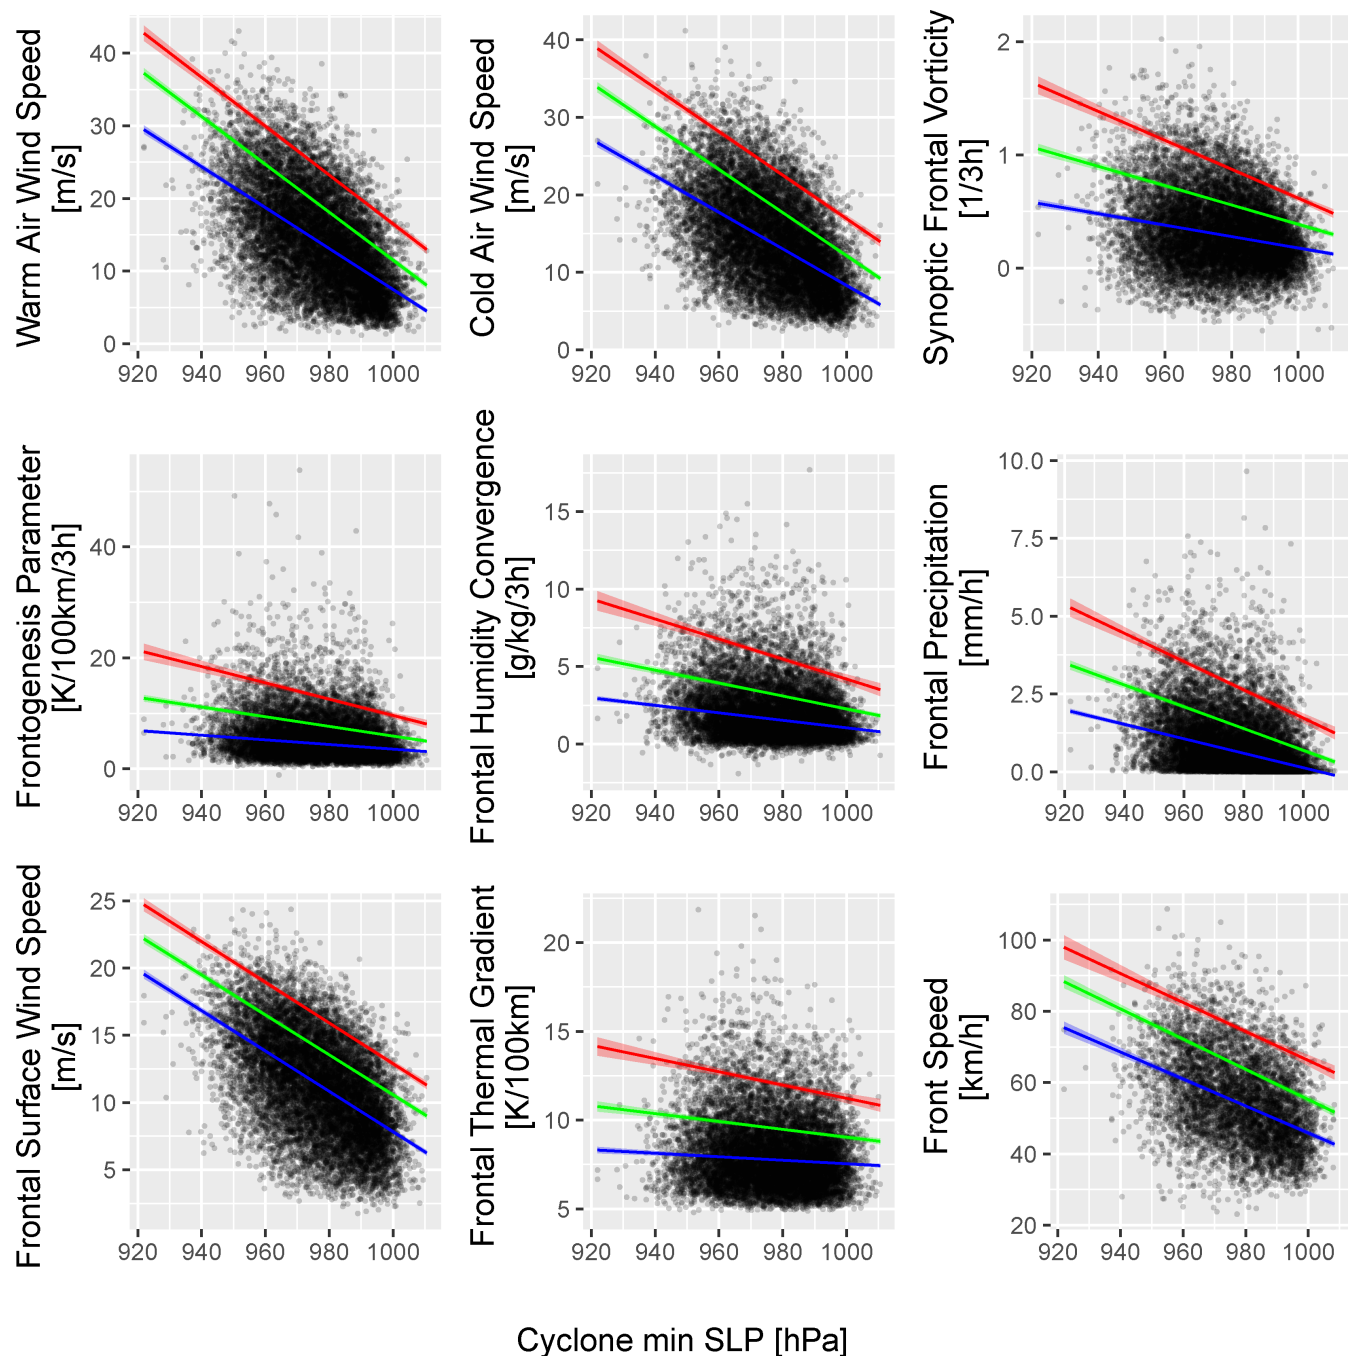 Warm Air Wind Speed
[m/s]
0
10
20
30
40
920 940 960 980 1000
Cold Air Wind Speed
[m/s]
0
10
20
30
40
920 940 960 980 1000
Synoptic Frontal Vorticity
[1/3h]
0
1
2
920 940 960 980 1000
Frontogenesis Parameter
[K/100km/3h]
0
20
40
920 940 960 980 1000
Frontal Humidity Convergence
[g/kg/3h]
0
5
10
15
920 940 960 980 1000
Frontal Precipitation
[mm/h]
0.0
2.5
5.0
7.5
10.0
920 940 960 980 1000
Frontal Surface Wind Speed
[m/s]
5
10
15
20
25
920 940 960 980 1000
Frontal Thermal Gradient
[K/100km]
5
10
15
20
920 940 960 980 1000
Front Speed
[km/h]
20
40
60
80
100
920 940 960 980 1000
Cyclone min SLP [hPa]